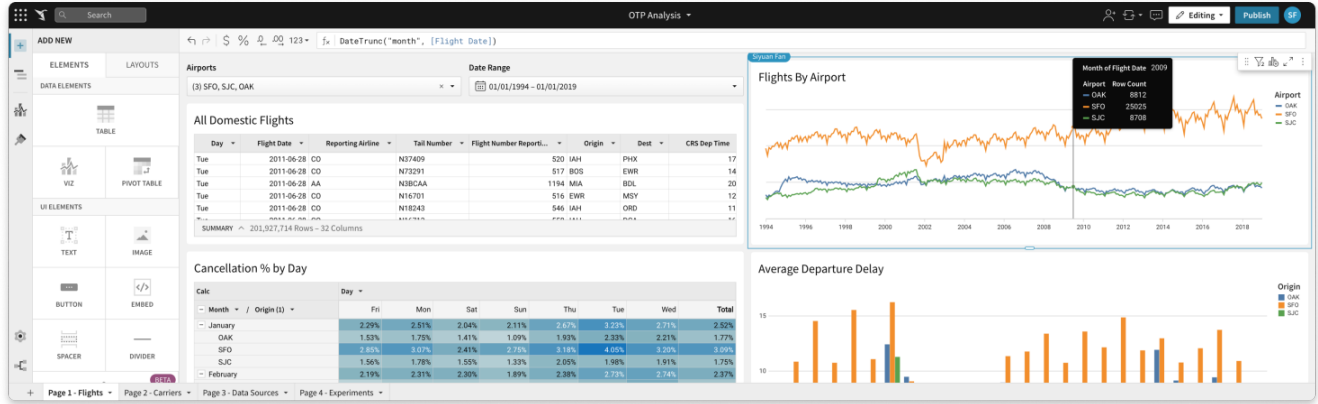 Search
OTP Analysis
Editing
Publish
SF
ADD NEW
$ % .0 .00 123
fx DateTrunc("month", [Flight Date])
ELEMENTS
LAYOUTS
DATA ELEMENTS
TABLE
VIZ
PIVOT TABLE
UI ELEMENTS
TEXT
IMAGE
BUTTON
EMBED
SPACER
DIVIDER
BETA
Airports
(3) SFO, SJC, OAK
Date Range
01/01/1994 – 01/01/2019
All Domestic Flights
Day Flight Date Reporting Airline Tail Number Flight Number Reporti... Origin Dest CRS Dep Time
Tue 2011-06-28 CO N37409 520 IAH PHX 17
Tue 2011-06-28 CO N73291 517 BOS EWR 14
Tue 2011-06-28 AA N3BCAA 1194 MIA BDL 20
Tue 2011-06-28 CO N16701 516 EWR MSY 12
Tue 2011-06-28 CO N18243 546 IAH ORD 11
SUMMARY 201,927,714 Rows – 32 Columns
Siyuan Fan
Flights By Airport
Month of Flight Date 2009
Airport Row Count
OAK 8812
SFO 25025
SJC 8708
Airport
OAK
SFO
SJC
1994 1996 1998 2000 2002 2004 2006 2008 2010 2012 2014 2016 2018
Cancellation % by Day
Calc Day
Month / Origin (1) Fri Mon Sat Sun Thu Tue Wed Total
January 2.29% 2.51% 2.04% 2.11% 2.67% 3.23% 2.71% 2.52%
OAK 1.53% 1.75% 1.41% 1.09% 1.93% 2.33% 2.21% 1.77%
SFO 2.85% 3.07% 2.41% 2.75% 3.18% 4.05% 3.20% 3.09%
SJC 1.56% 1.78% 1.55% 1.33% 2.05% 1.98% 1.91% 1.75%
February 2.19% 2.31% 2.30% 1.89% 2.38% 2.73% 2.74% 2.37%
Average Departure Delay
Origin
OAK
SFO
SJC
15
10
Page 1 - Flights
Page 2 - Carriers
Page 3 - Data Sources
Page 4 - Experiments